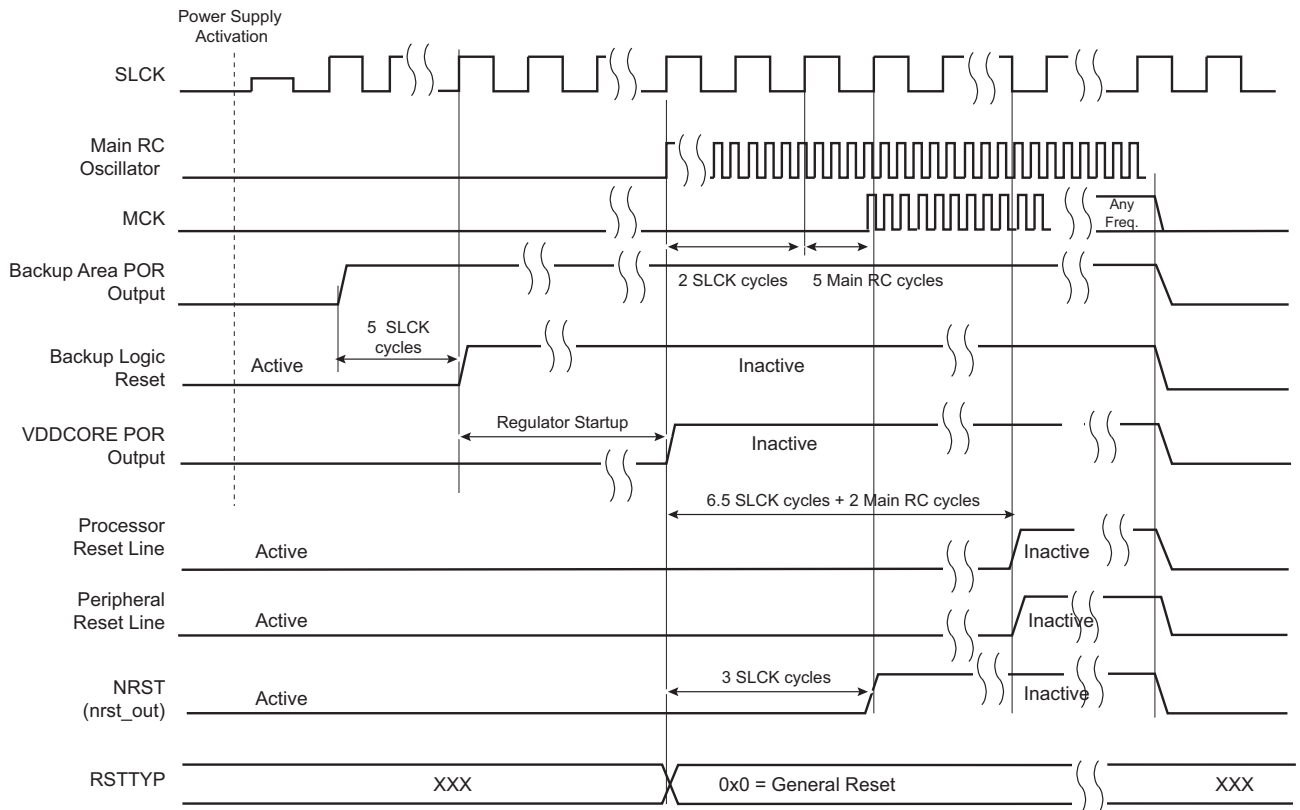 Power Supply
Activation
SLCK
Main RC
Oscillator
MCK
Any
Freq.
2 SLCK cycles
5 Main RC cycles
Backup Area POR
Output
5 SLCK
cycles
Backup Logic
Reset
Active
Inactive
Regulator Startup
VDDCORE POR
Output
Inactive
6.5 SLCK cycles + 2 Main RC cycles
Processor
Reset Line
Active
Inactive
Peripheral
Reset Line
Active
Inactive
3 SLCK cycles
NRST
(nrst_out)
Active
Inactive
RSTTYP
XXX
0x0 = General Reset
XXX